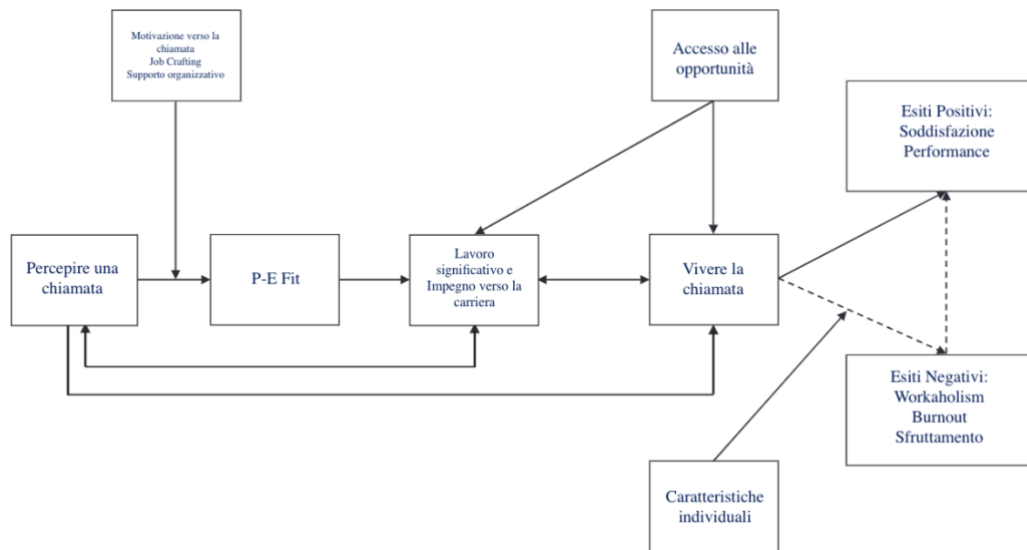 Motivazione verso la
chiamata
Job Crafting
Supporto organizzativo
Accesso alle
opportunità
Esiti Positivi:
Soddisfazione
Performance
Percepire una
chiamata
P-E Fit
Lavoro
significativo e
Impegno verso la
carriera
Vivere la
chiamata
Esiti Negativi:
Workaholism
Burnout
Sfruttamento
Caratteristiche
individuali